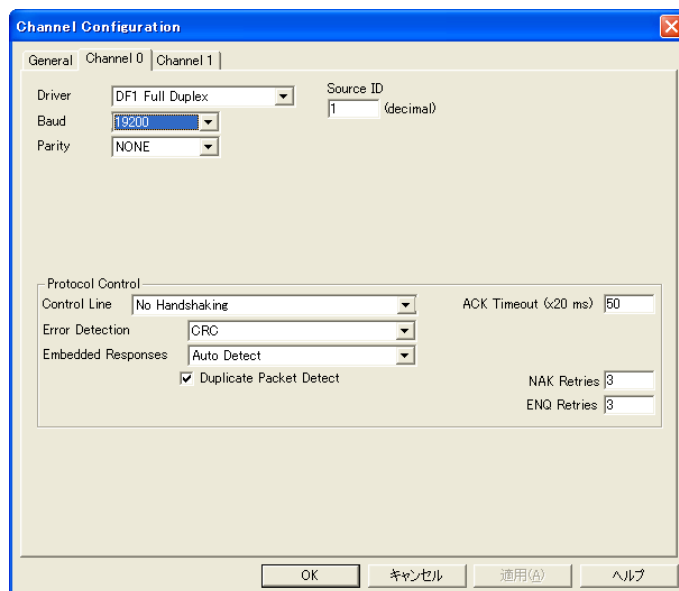 Channel Configuration
General Channel 0 Channel 1
Driver DF1 Full Duplex Source ID
1 (decimal)
Baud 19200
Parity NONE
Protocol Control
Control Line No Handshaking ACK Timeout (x20 ms) 50
Error Detection CRC
Embedded Responses Auto Detect
Duplicate Packet Detect NAK Retries 3
ENQ Retries 3
OK キャンセル 適用(A) ヘルプ